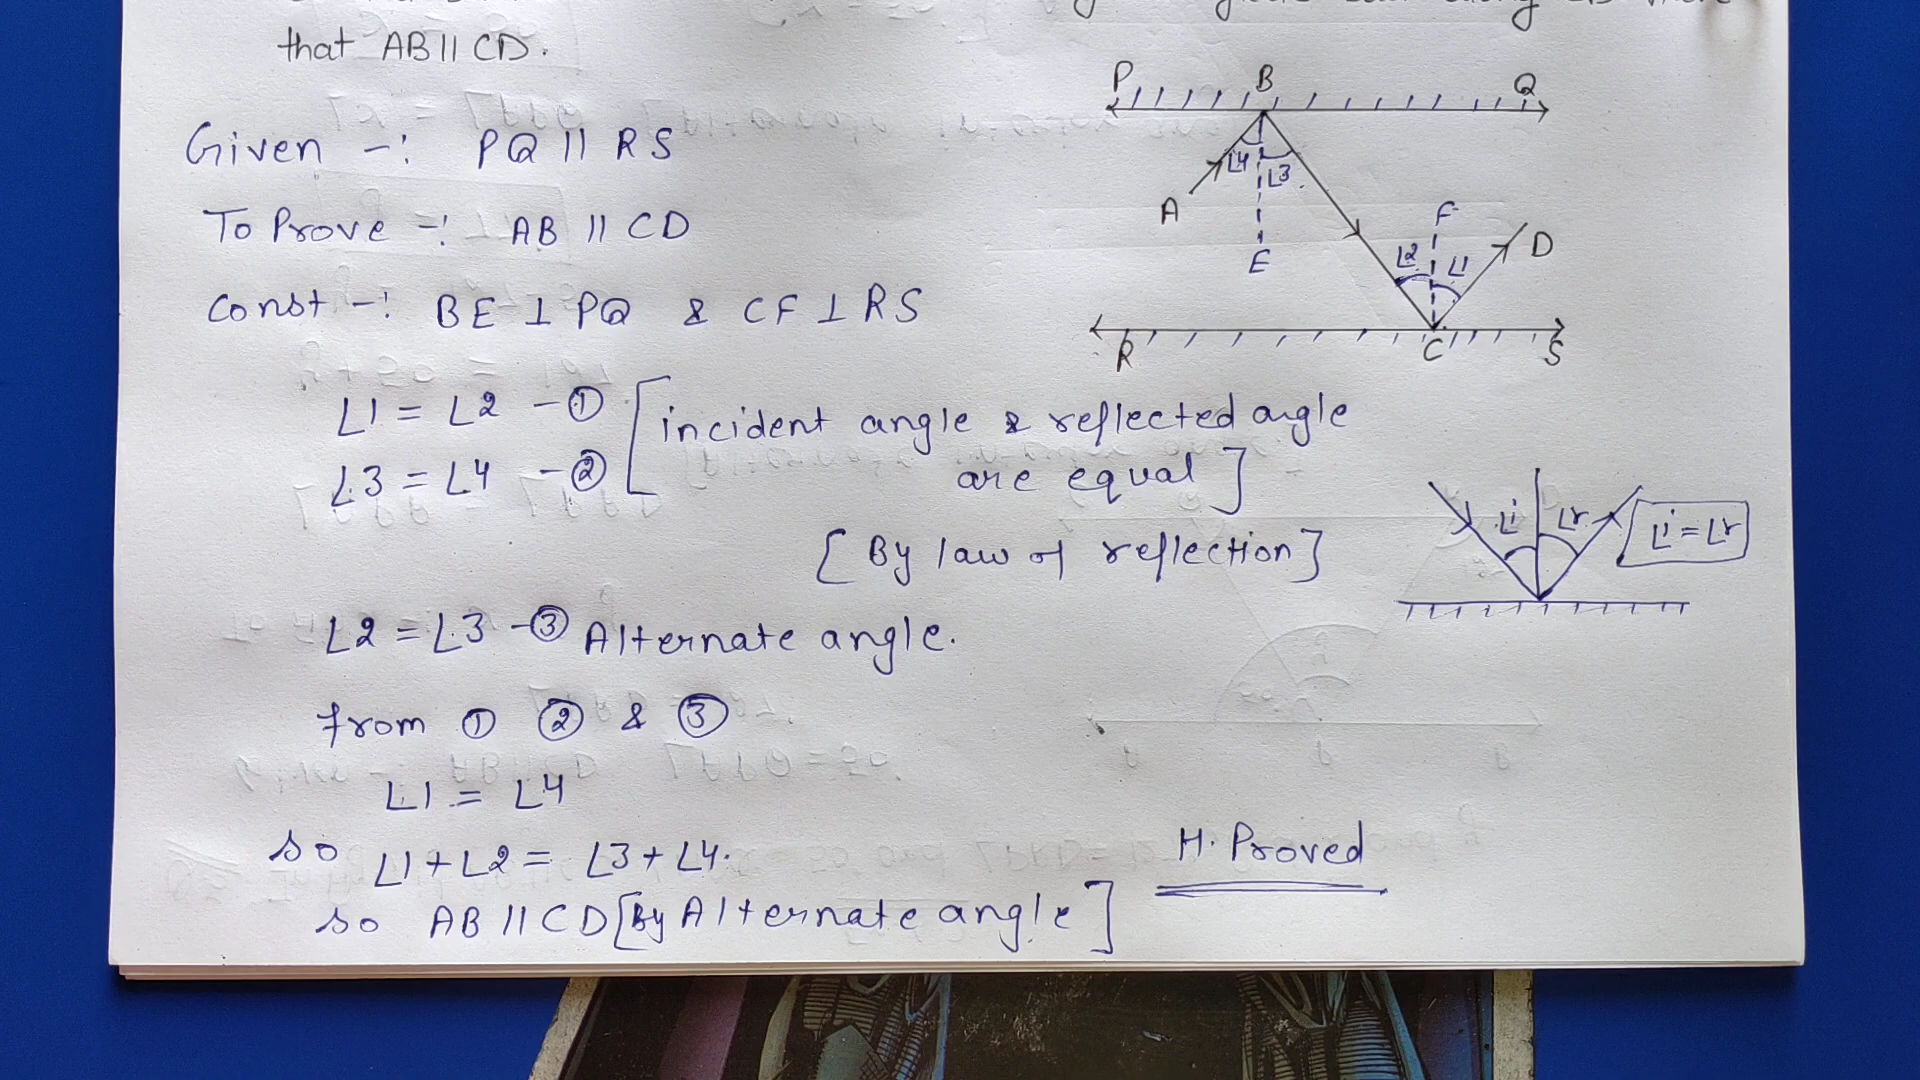 that AB || CD.
Given -: PQ || RS
To Prove -: AB || CD
Const -: BE ⊥ PQ & CF ⊥ RS
∠1 = ∠2 - ① [incident angle & reflected angle
∠3 = ∠4 - ② are equal]
[By law of reflection]
∠2 = ∠3 - ③ Alternate angle.
from ① ② & ③
∠1 = ∠4
so ∠1 + ∠2 = ∠3 + ∠4.
so AB || CD [By Alternate angle]
H. Proved
P B Q
∠4 ∠3
A
E
F
∠2 ∠1 D
R C S
∠i ∠r ∠i = ∠r